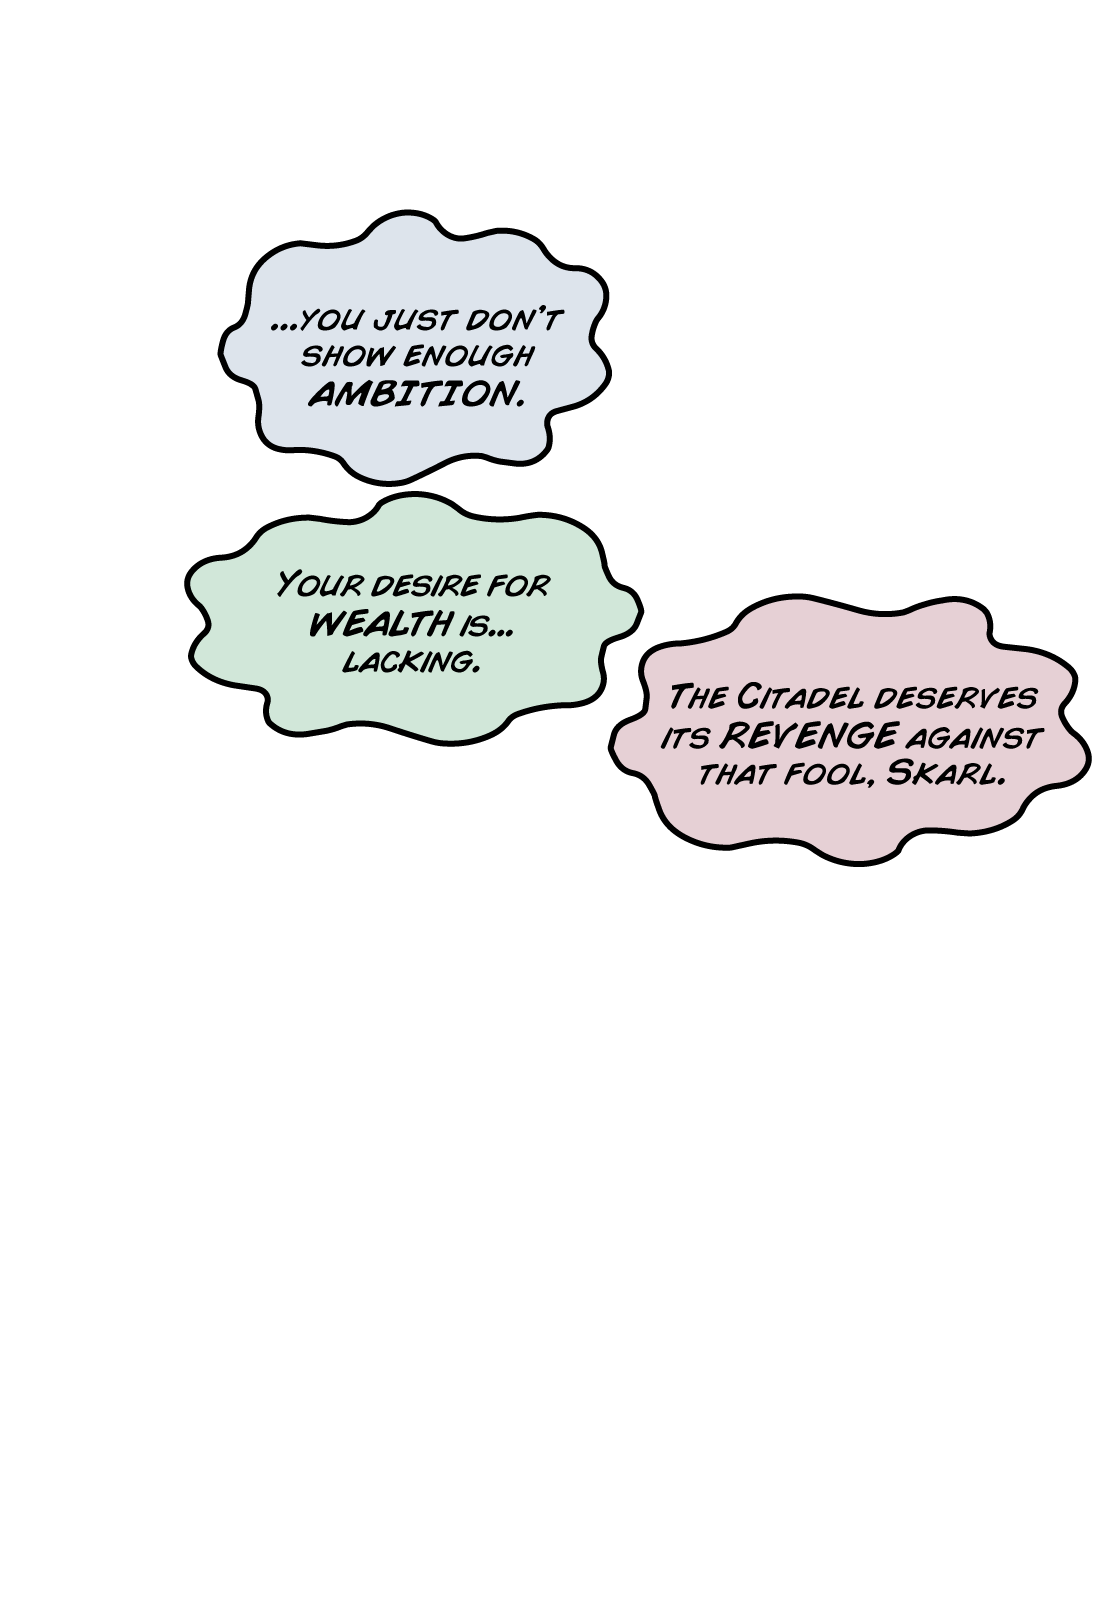 ...YOU JUST DON'T
SHOW ENOUGH
AMBITION.
YOUR DESIRE FOR
WEALTH IS...
LACKING.
THE CITADEL DESERVES
ITS REVENGE AGAINST
THAT FOOL, SKARL.